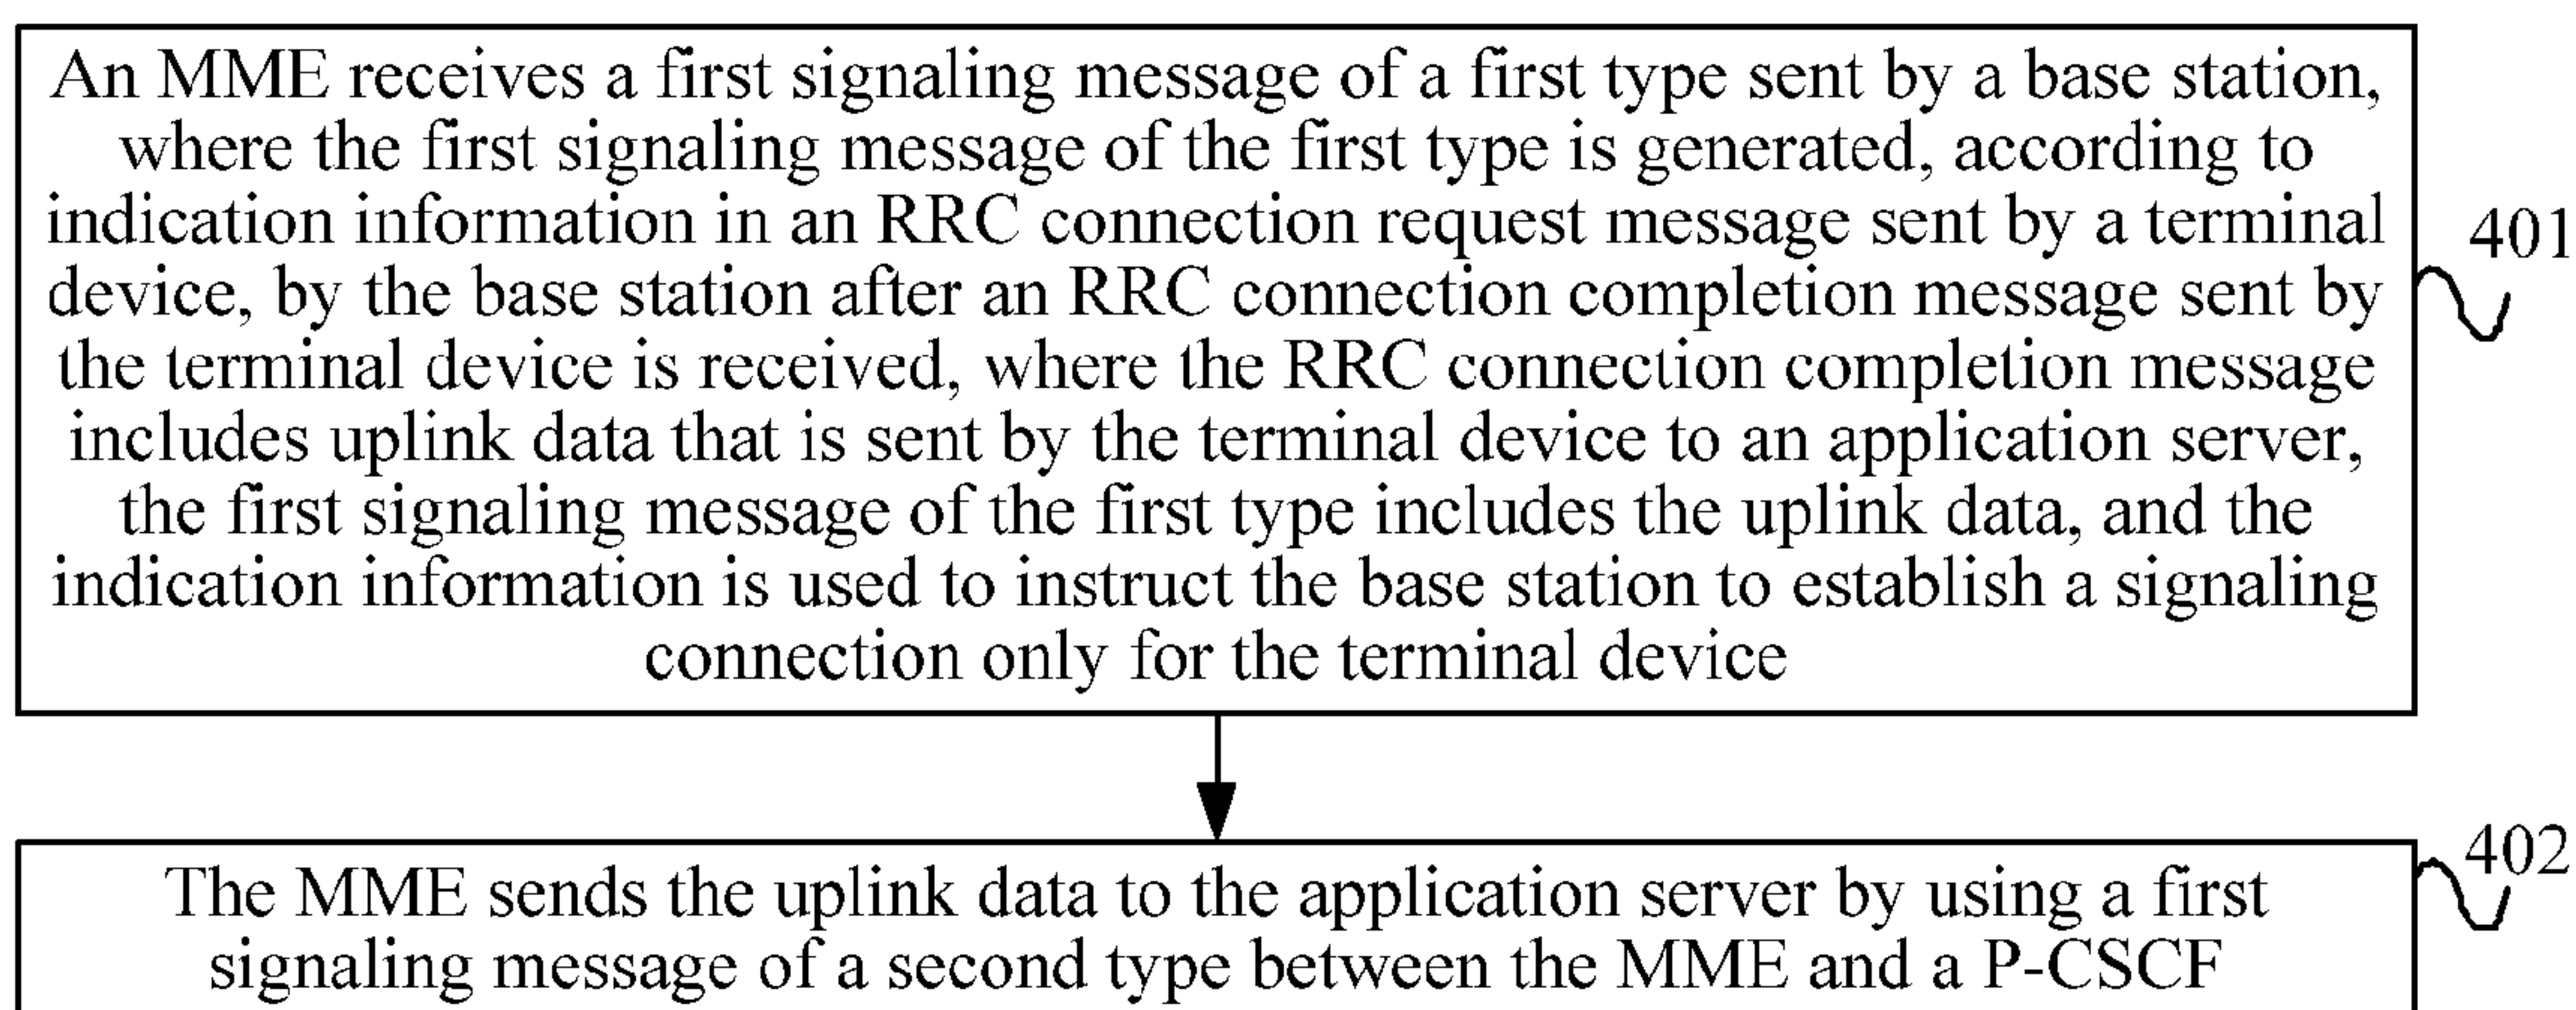 An MME receives a first signaling message of a first type sent by a base station,
where the first signaling message of the first type is generated, according to
indication information in an RRC connection request message sent by a terminal
device, by the base station after an RRC connection completion message sent by
the terminal device is received, where the RRC connection completion message
includes uplink data that is sent by the terminal device to an application server,
the first signaling message of the first type includes the uplink data, and the
indication information is used to instruct the base station to establish a signaling
connection only for the terminal device
401
The MME sends the uplink data to the application server by using a first
signaling message of a second type between the MME and a P-CSCF
402